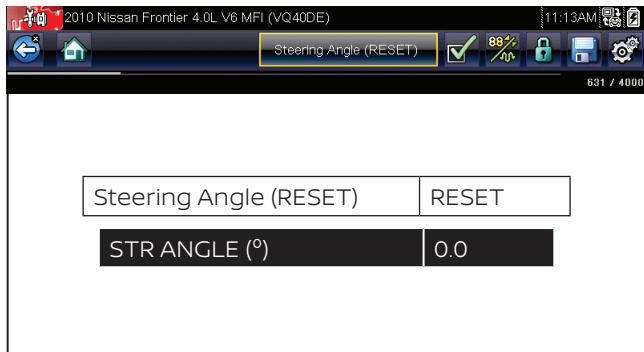 2010 Nissan Frontier 4.0L V6 MFI (VQ40DE) 11:13AM
Steering Angle (RESET) 88
631 / 4000
Steering Angle (RESET) RESET
STR ANGLE (º) 0.0